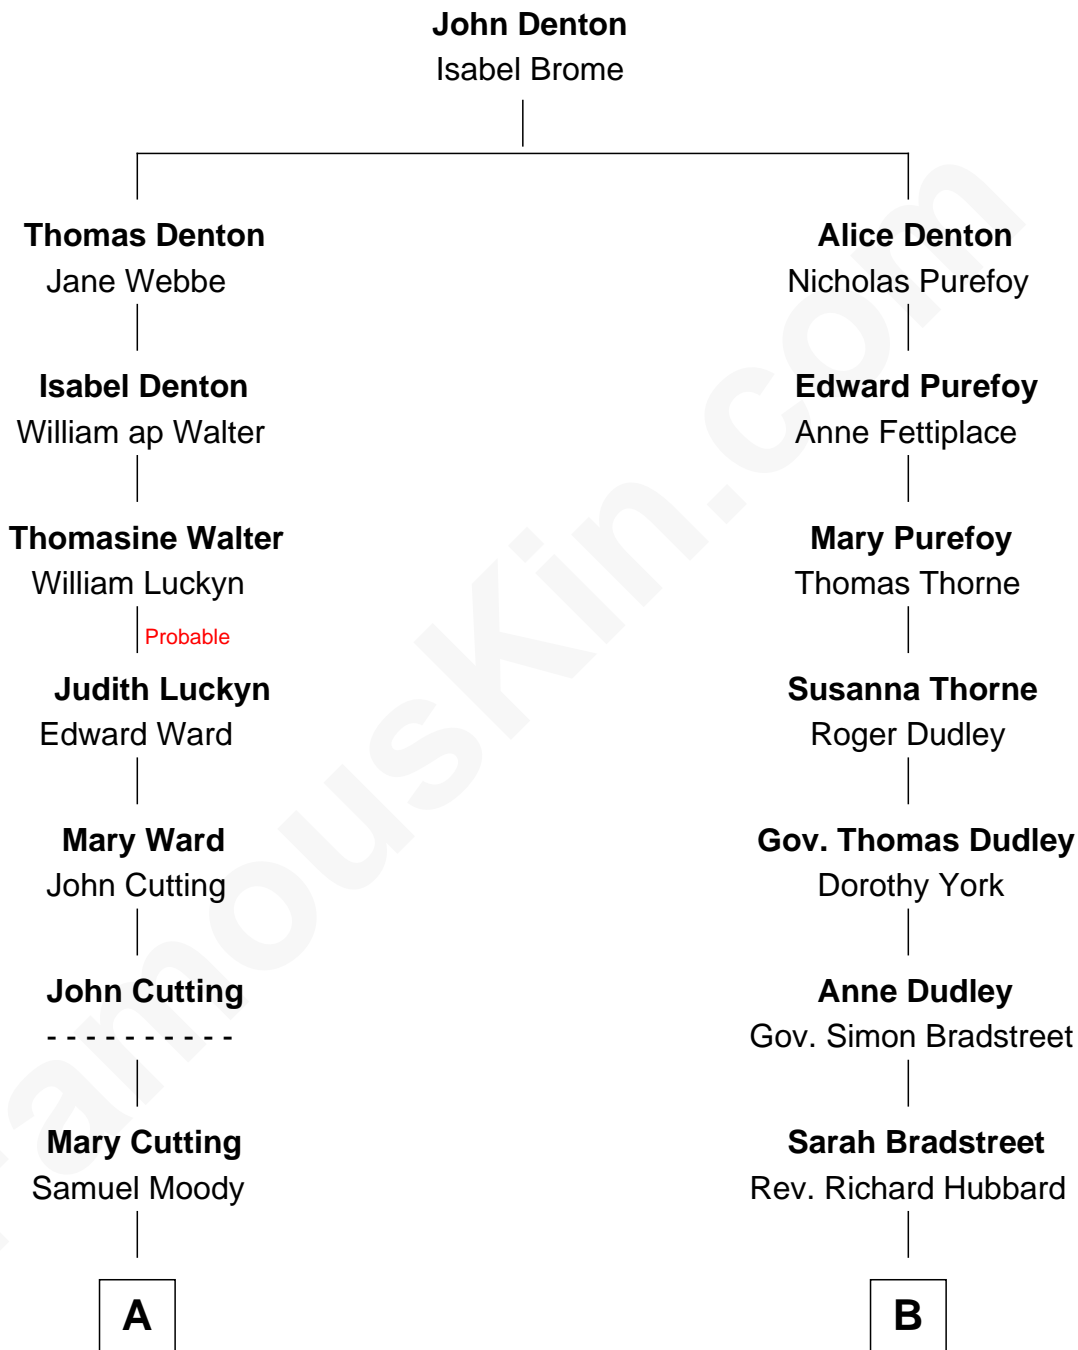 John Denton
Isabel Brome
Thomas Denton
Jane Webbe
Alice Denton
Nicholas Purefoy
Isabel Denton
William ap Walter
Edward Purefoy
Anne Fettiplace
Thomasine Walter
William Luckyn
Mary Purefoy
Thomas Thorne
Probable
Judith Luckyn
Edward Ward
Susanna Thorne
Roger Dudley
Mary Ward
John Cutting
Gov. Thomas Dudley
Dorothy York
John Cutting
- - - - - - - - - -
Anne Dudley
Gov. Simon Bradstreet
Mary Cutting
Samuel Moody
Sarah Bradstreet
Rev. Richard Hubbard
A
B
FamousKin.com